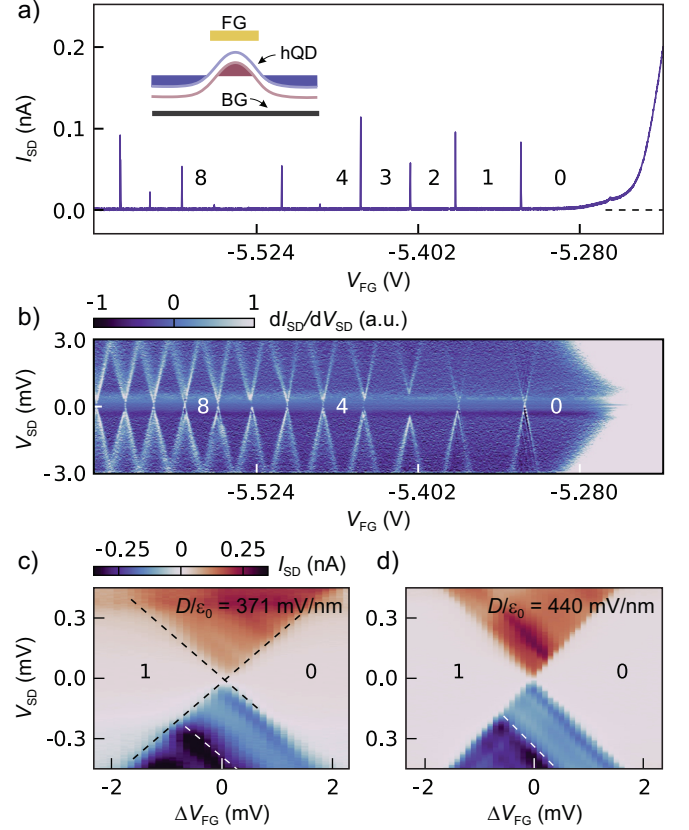 a)
FG
hQD
BG
I_SD (nA)
0.2
0.1
0.0
8 4 3 2 1 0
-5.524 -5.402 -5.280
V_FG (V)
b)
-1 0 1 dI_SD/dV_SD (a.u.)
V_SD (mV)
3.0
0.0
-3.0
8 4 0
-5.524 -5.402 -5.280
V_FG (V)
c)
-0.25 0 0.25 I_SD (nA)
D/ε₀ = 371 mV/nm
V_SD (mV)
0.3
0.0
-0.3
1 0
-2 0 2
ΔV_FG (mV)
d)
D/ε₀ = 440 mV/nm
0.3
0.0
-0.3
1 0
-2 0 2
ΔV_FG (mV)